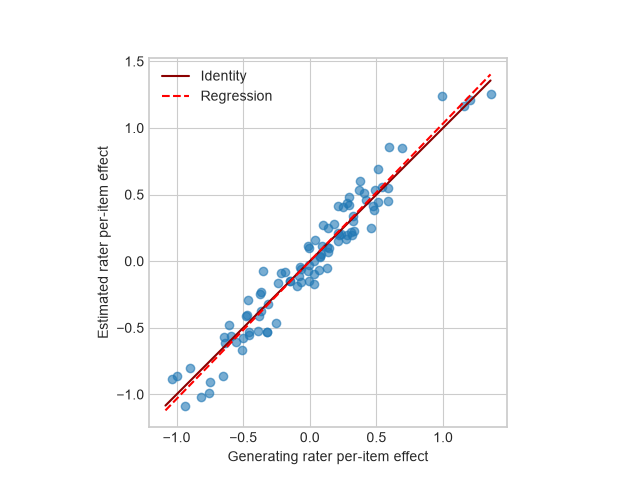 Identity
Regression
Estimated rater per-item effect
1.5
1.0
0.5
0.0
−0.5
−1.0
−1.0 −0.5 0.0 0.5 1.0
Generating rater per-item effect